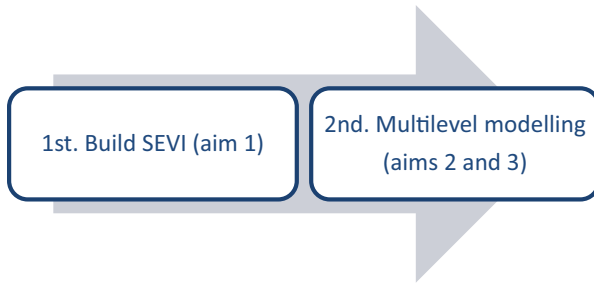 1st. Build SEVI (aim 1)
2nd. Multilevel modelling
(aims 2 and 3)